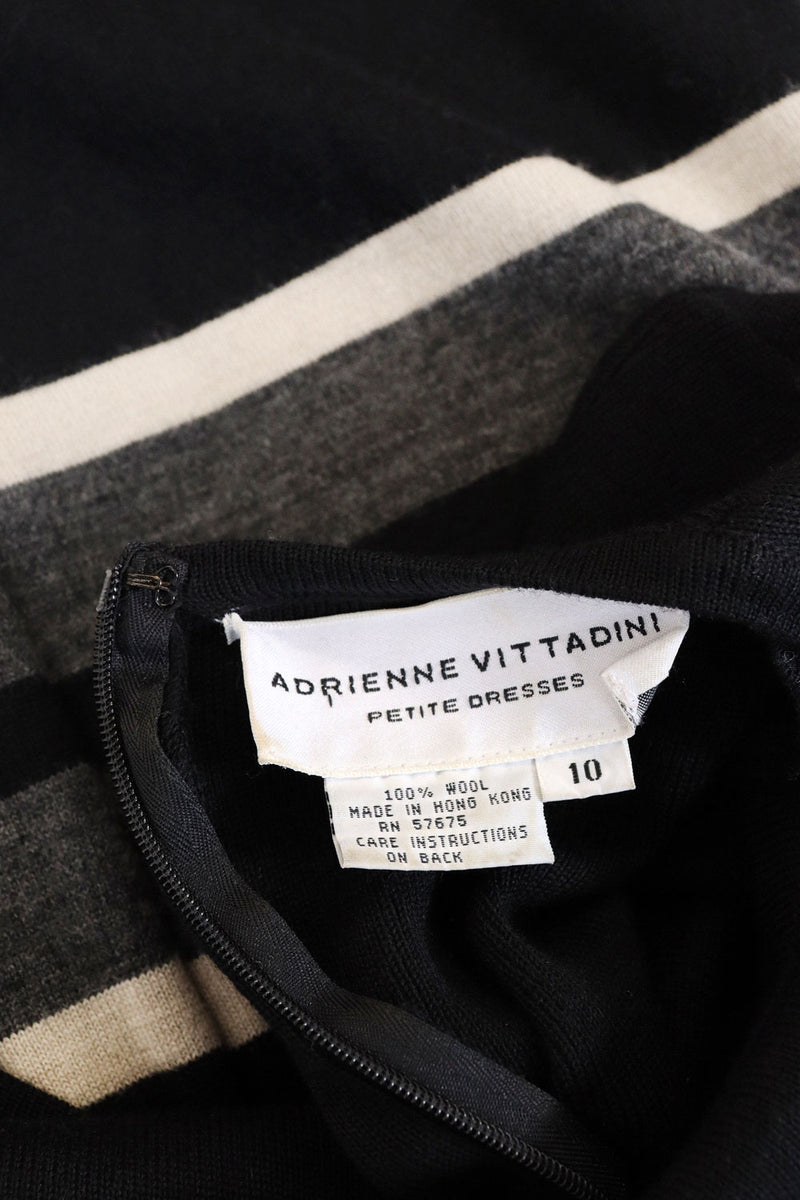 ADRIENNE VITTADINI
PETITE DRESSES
10
100% WOOL
MADE IN HONG KONG
RN 57675
CARE INSTRUCTIONS
ON BACK